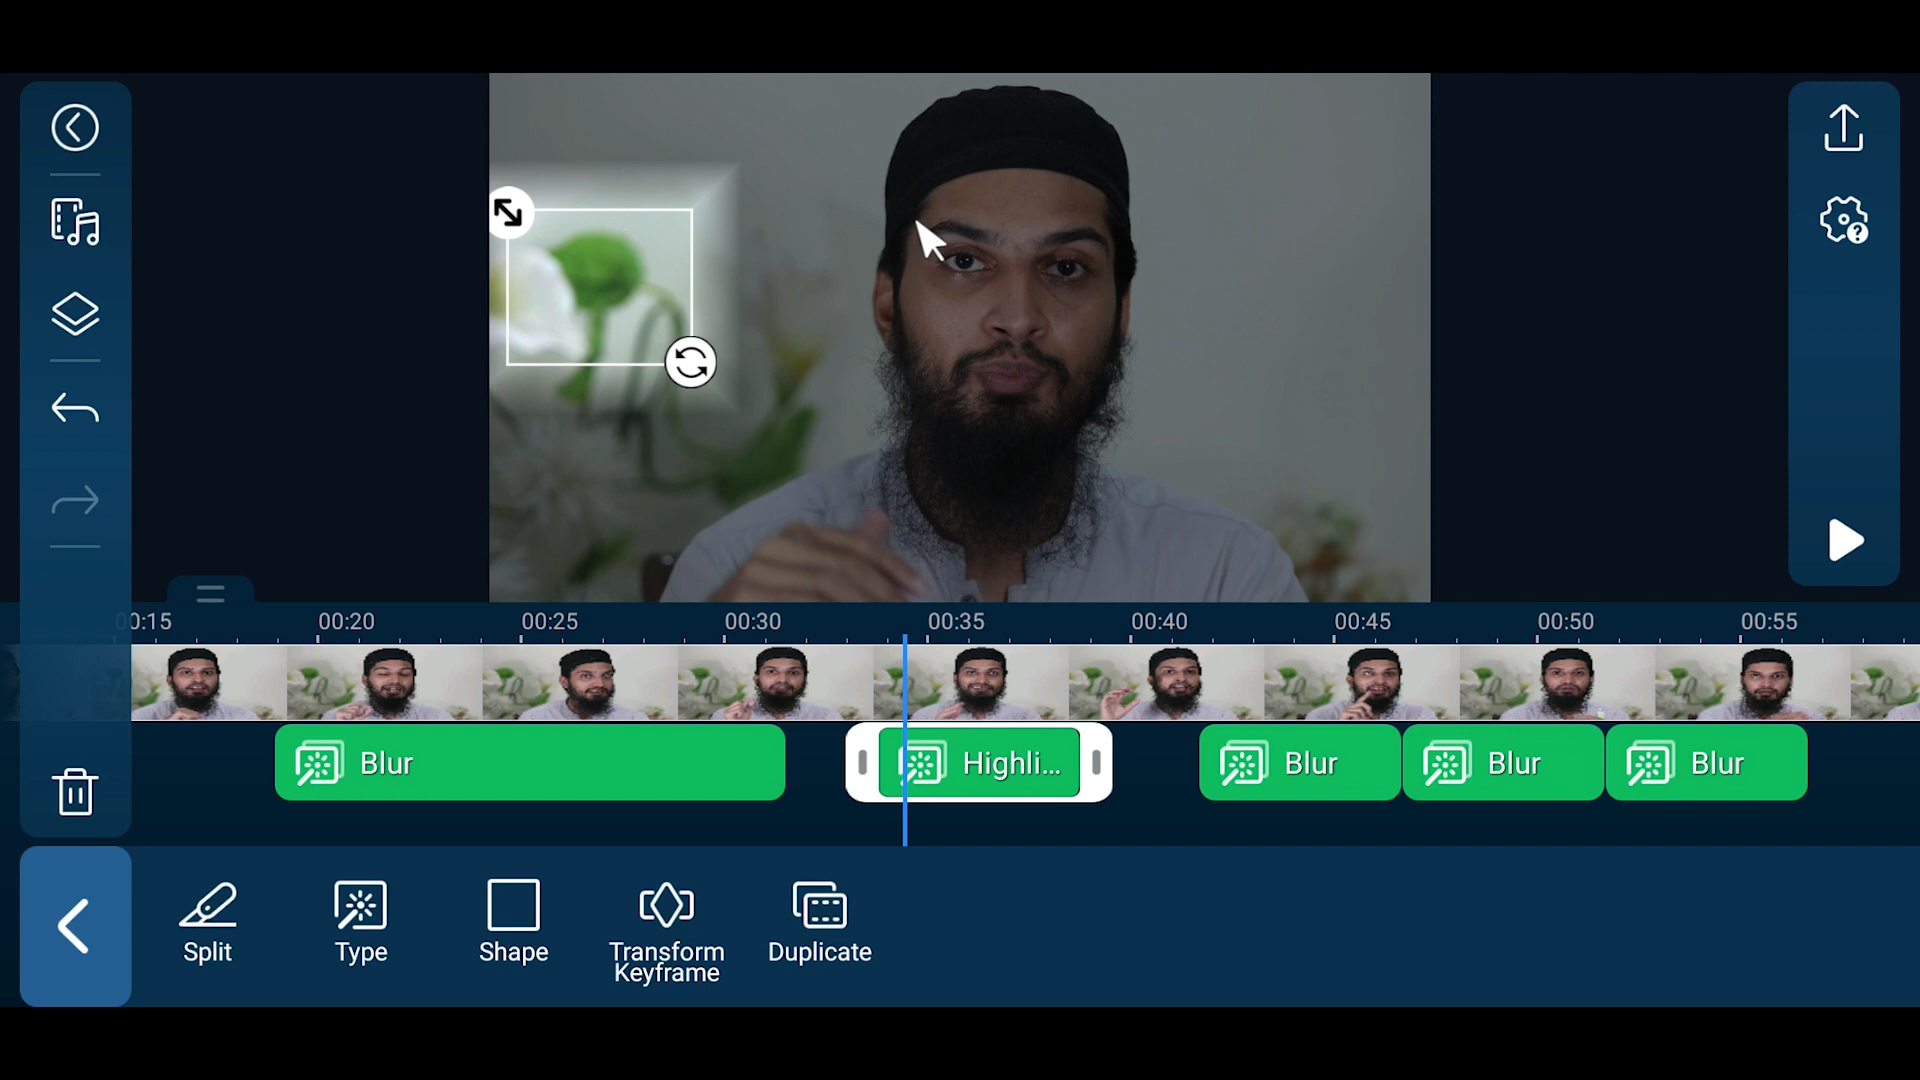 0:15 00:20 00:25 00:30 00:35 00:40 00:45 00:50 00:55
Blur Highli... Blur Blur Blur
Split Type Shape Transform Keyframe Duplicate